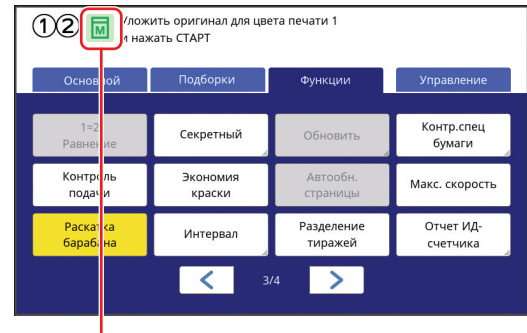 ①② M Уложить оригинал для цвета печати 1
и нажать СТАРТ
Основной Подборки Функции Управление
1=2
Равнение
Секретный
Обновить
Контр.спец
бумаги
Контроль
подачи
Экономия
краски
Автообн.
страницы
Макс. скорость
Раскатка
барабана
Интервал
Разделение
тиражей
Отчет ИД-
счетчика
< 3/4 >